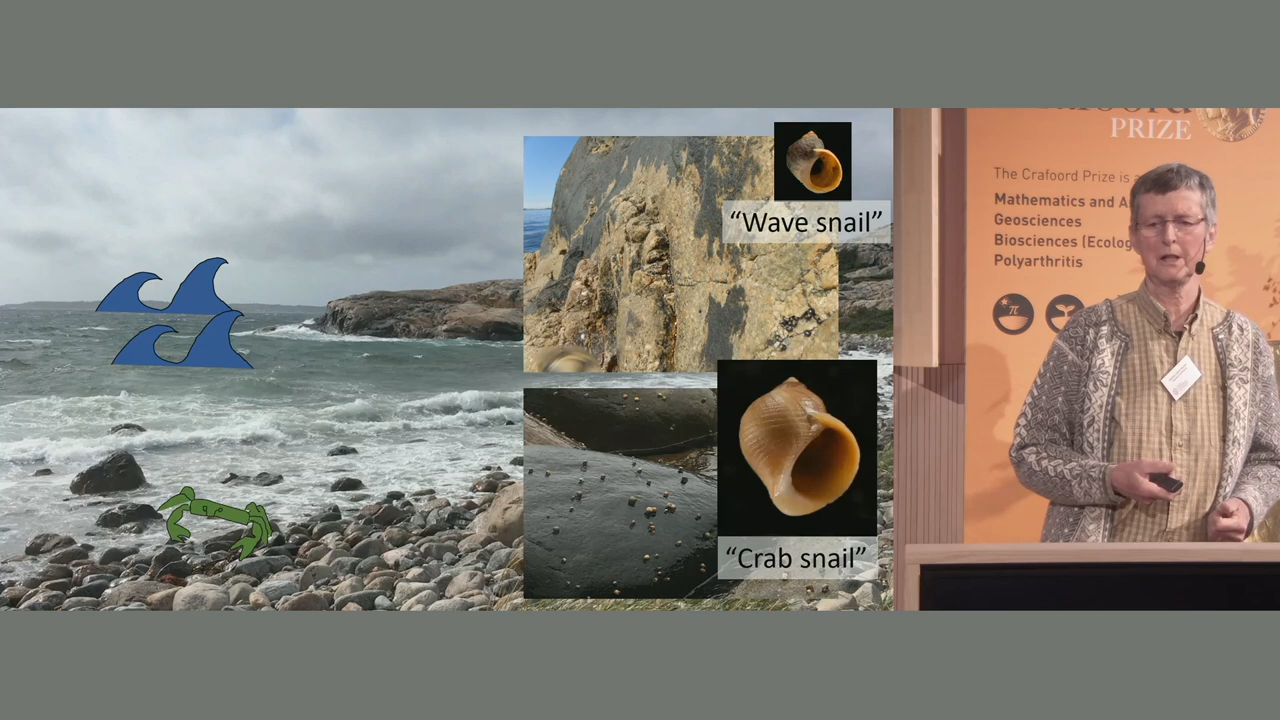 “Wave snail”
“Crab snail”
PRIZE
The Crafoord Prize is
Mathematics and
Geosciences
Biosciences (Ecolog
Polyarthritis
π